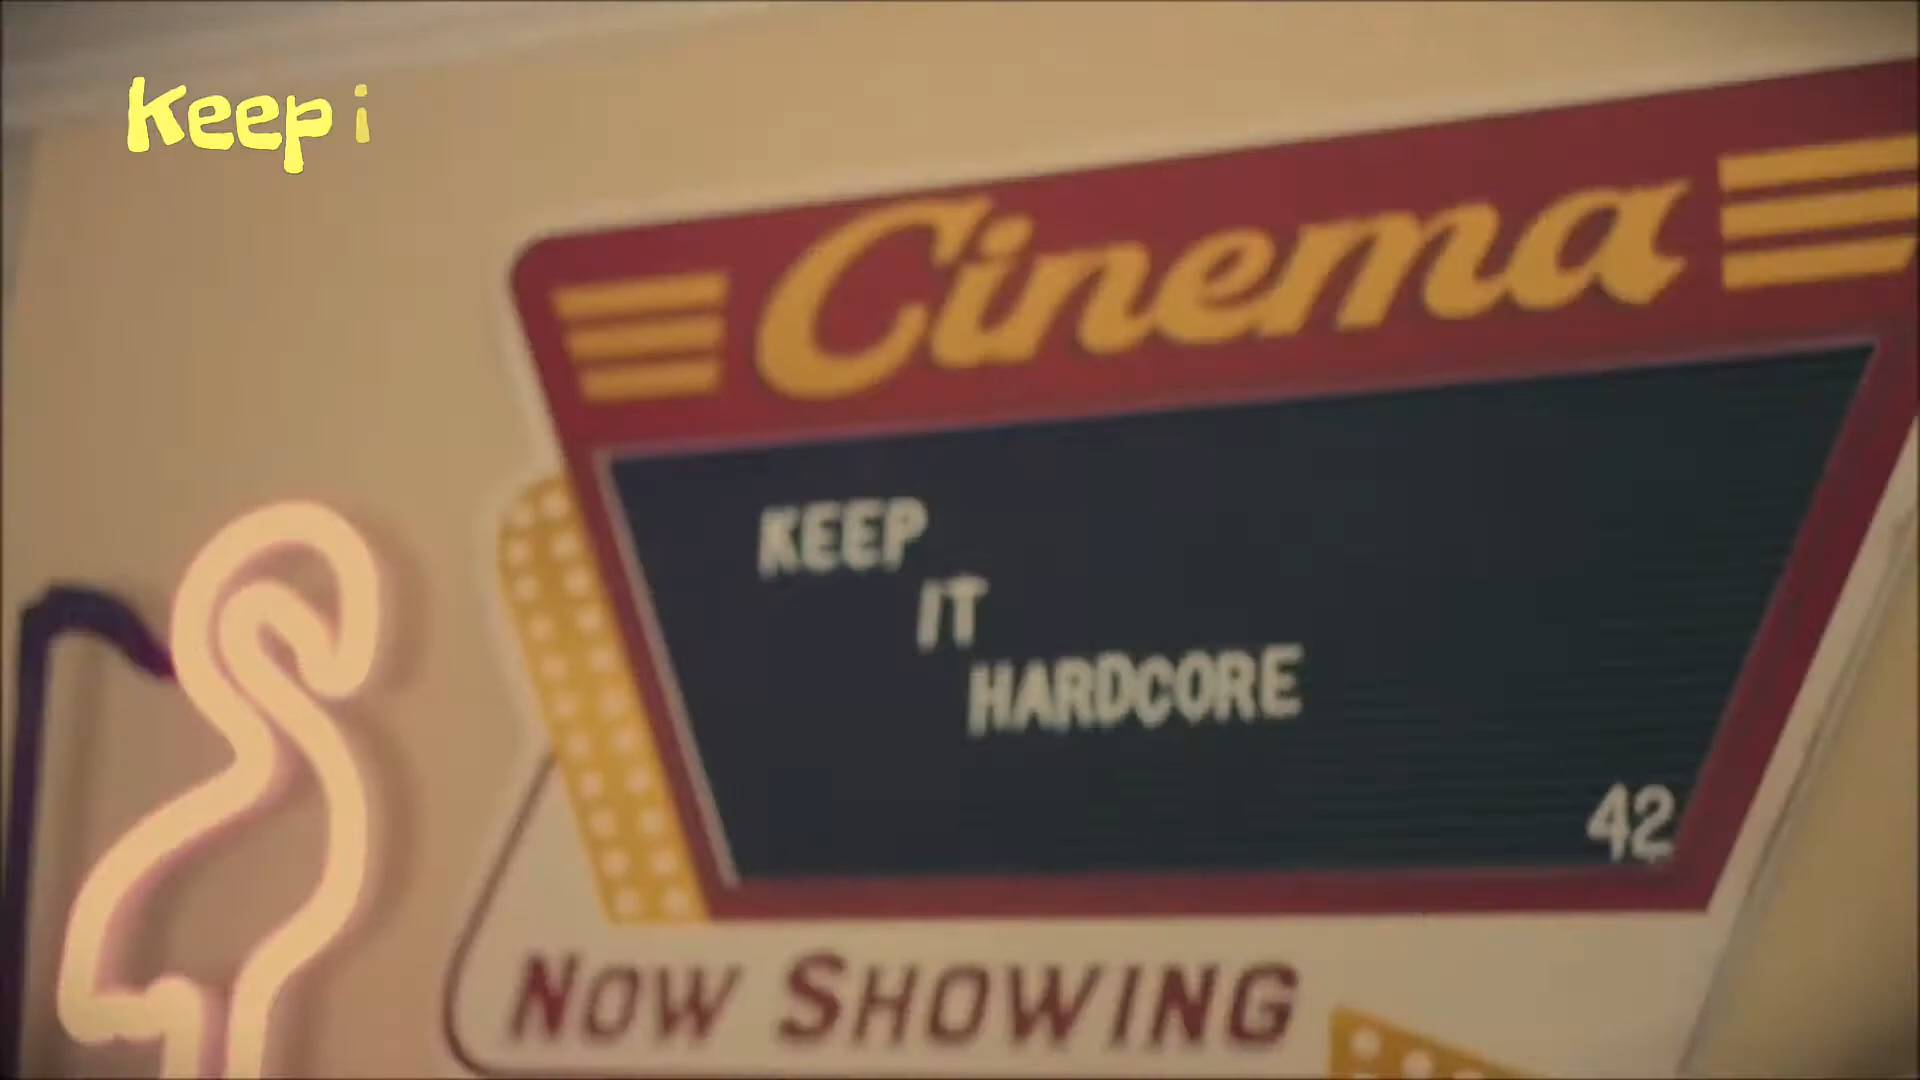 Keep i
Cinema
KEEP
IT
HARDCORE
42
NOW SHOWING